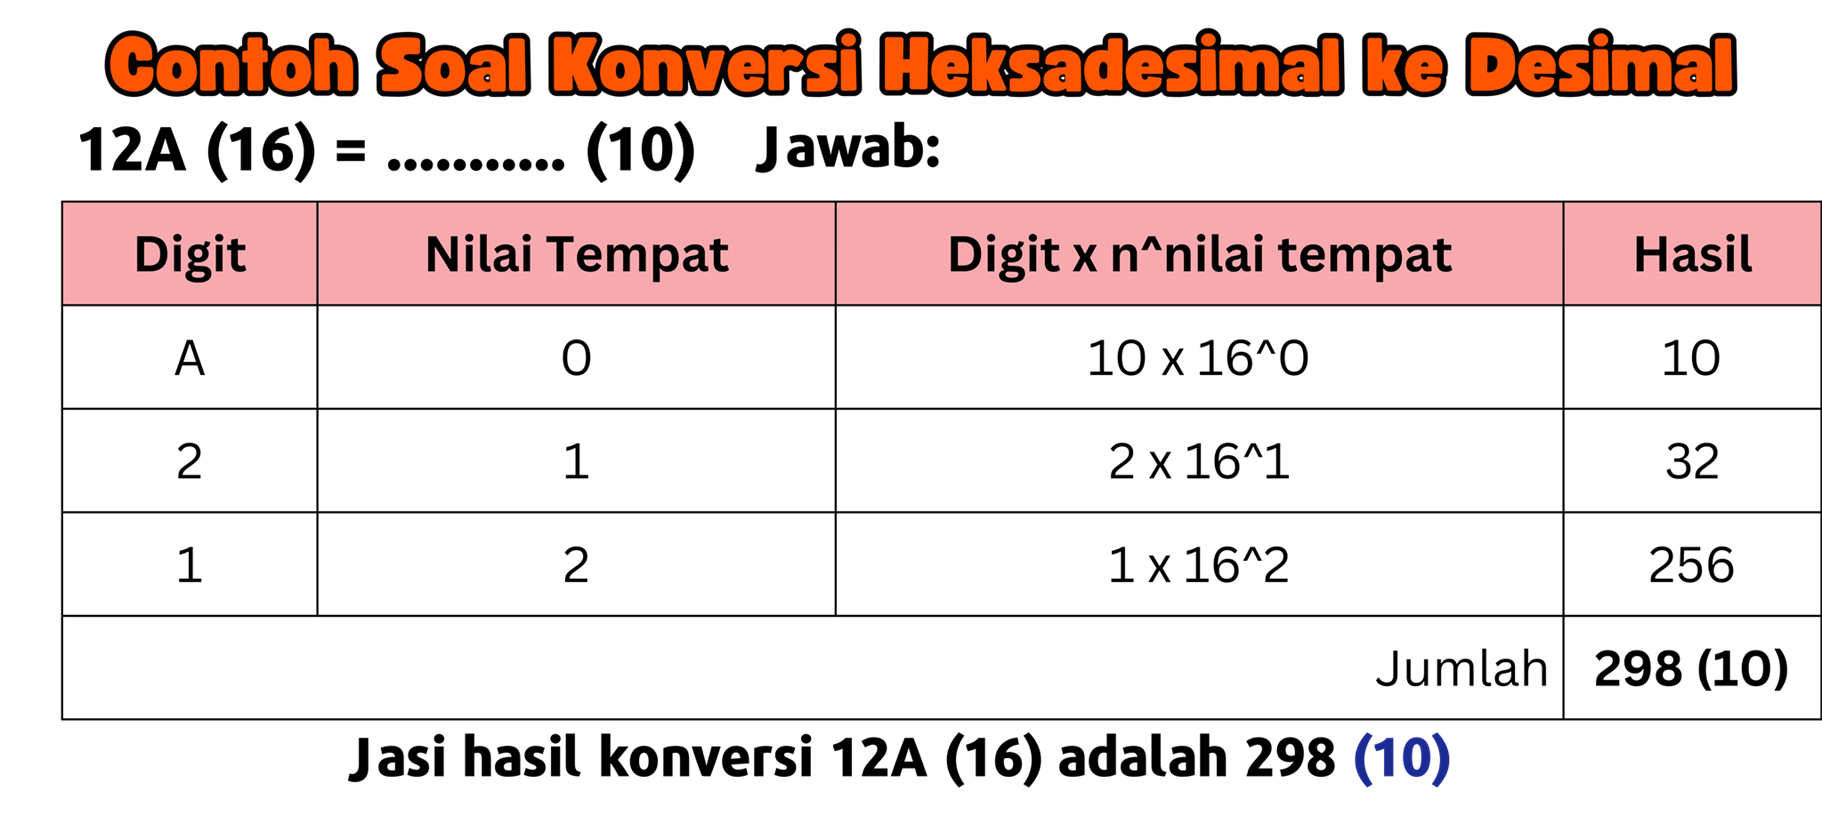 Contoh Soal Konversi Heksadesimal ke Desimal
12A (16) = ........... (10) Jawab:
Digit Nilai Tempat Digit x n^nilai tempat Hasil
A 0 10 x 16^0 10
2 1 2 x 16^1 32
1 2 1 x 16^2 256
Jumlah 298 (10)
Jasi hasil konversi 12A (16) adalah 298 (10)